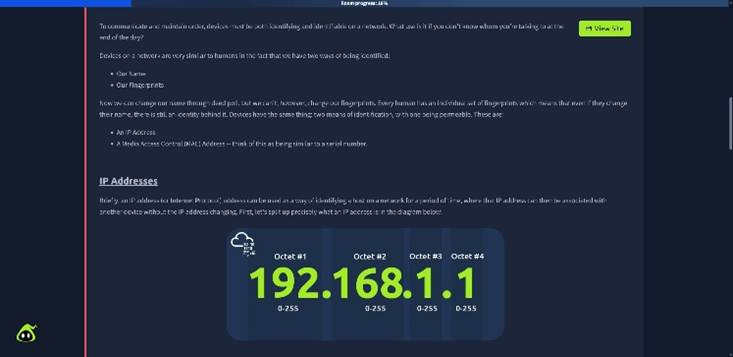 Room progress: 18%
To communicate and maintain order, devices must be both identifying and identifiable on a network. What use is it if you don't know whom you're talking to at the
end of the day?
View Site
Devices on a network are very similar to humans in the fact that we have two ways of being identified:
• Our Name
• Our Fingerprints
Now we can change our name through deed poll, but we can't, however, change our fingerprints. Every human has an individual set of fingerprints which means that even if they change
their name, there is still an identity behind it. Devices have the same thing: two means of identification, with one being permeable. These are:
• An IP Address
• A Media Access Control (MAC) Address – think of this as being similar to a serial number.
IP Addresses
Briefly, an IP address (or Internet Protocol) address can be used as a way of identifying a host on a network for a period of time, where that IP address can then be associated with
another device without the IP address changing. First, let's split up precisely what an IP address is in the diagram below:
Octet #1 Octet #2 Octet #3 Octet #4
192.168.1.1
0-255 0-255 0-255 0-255